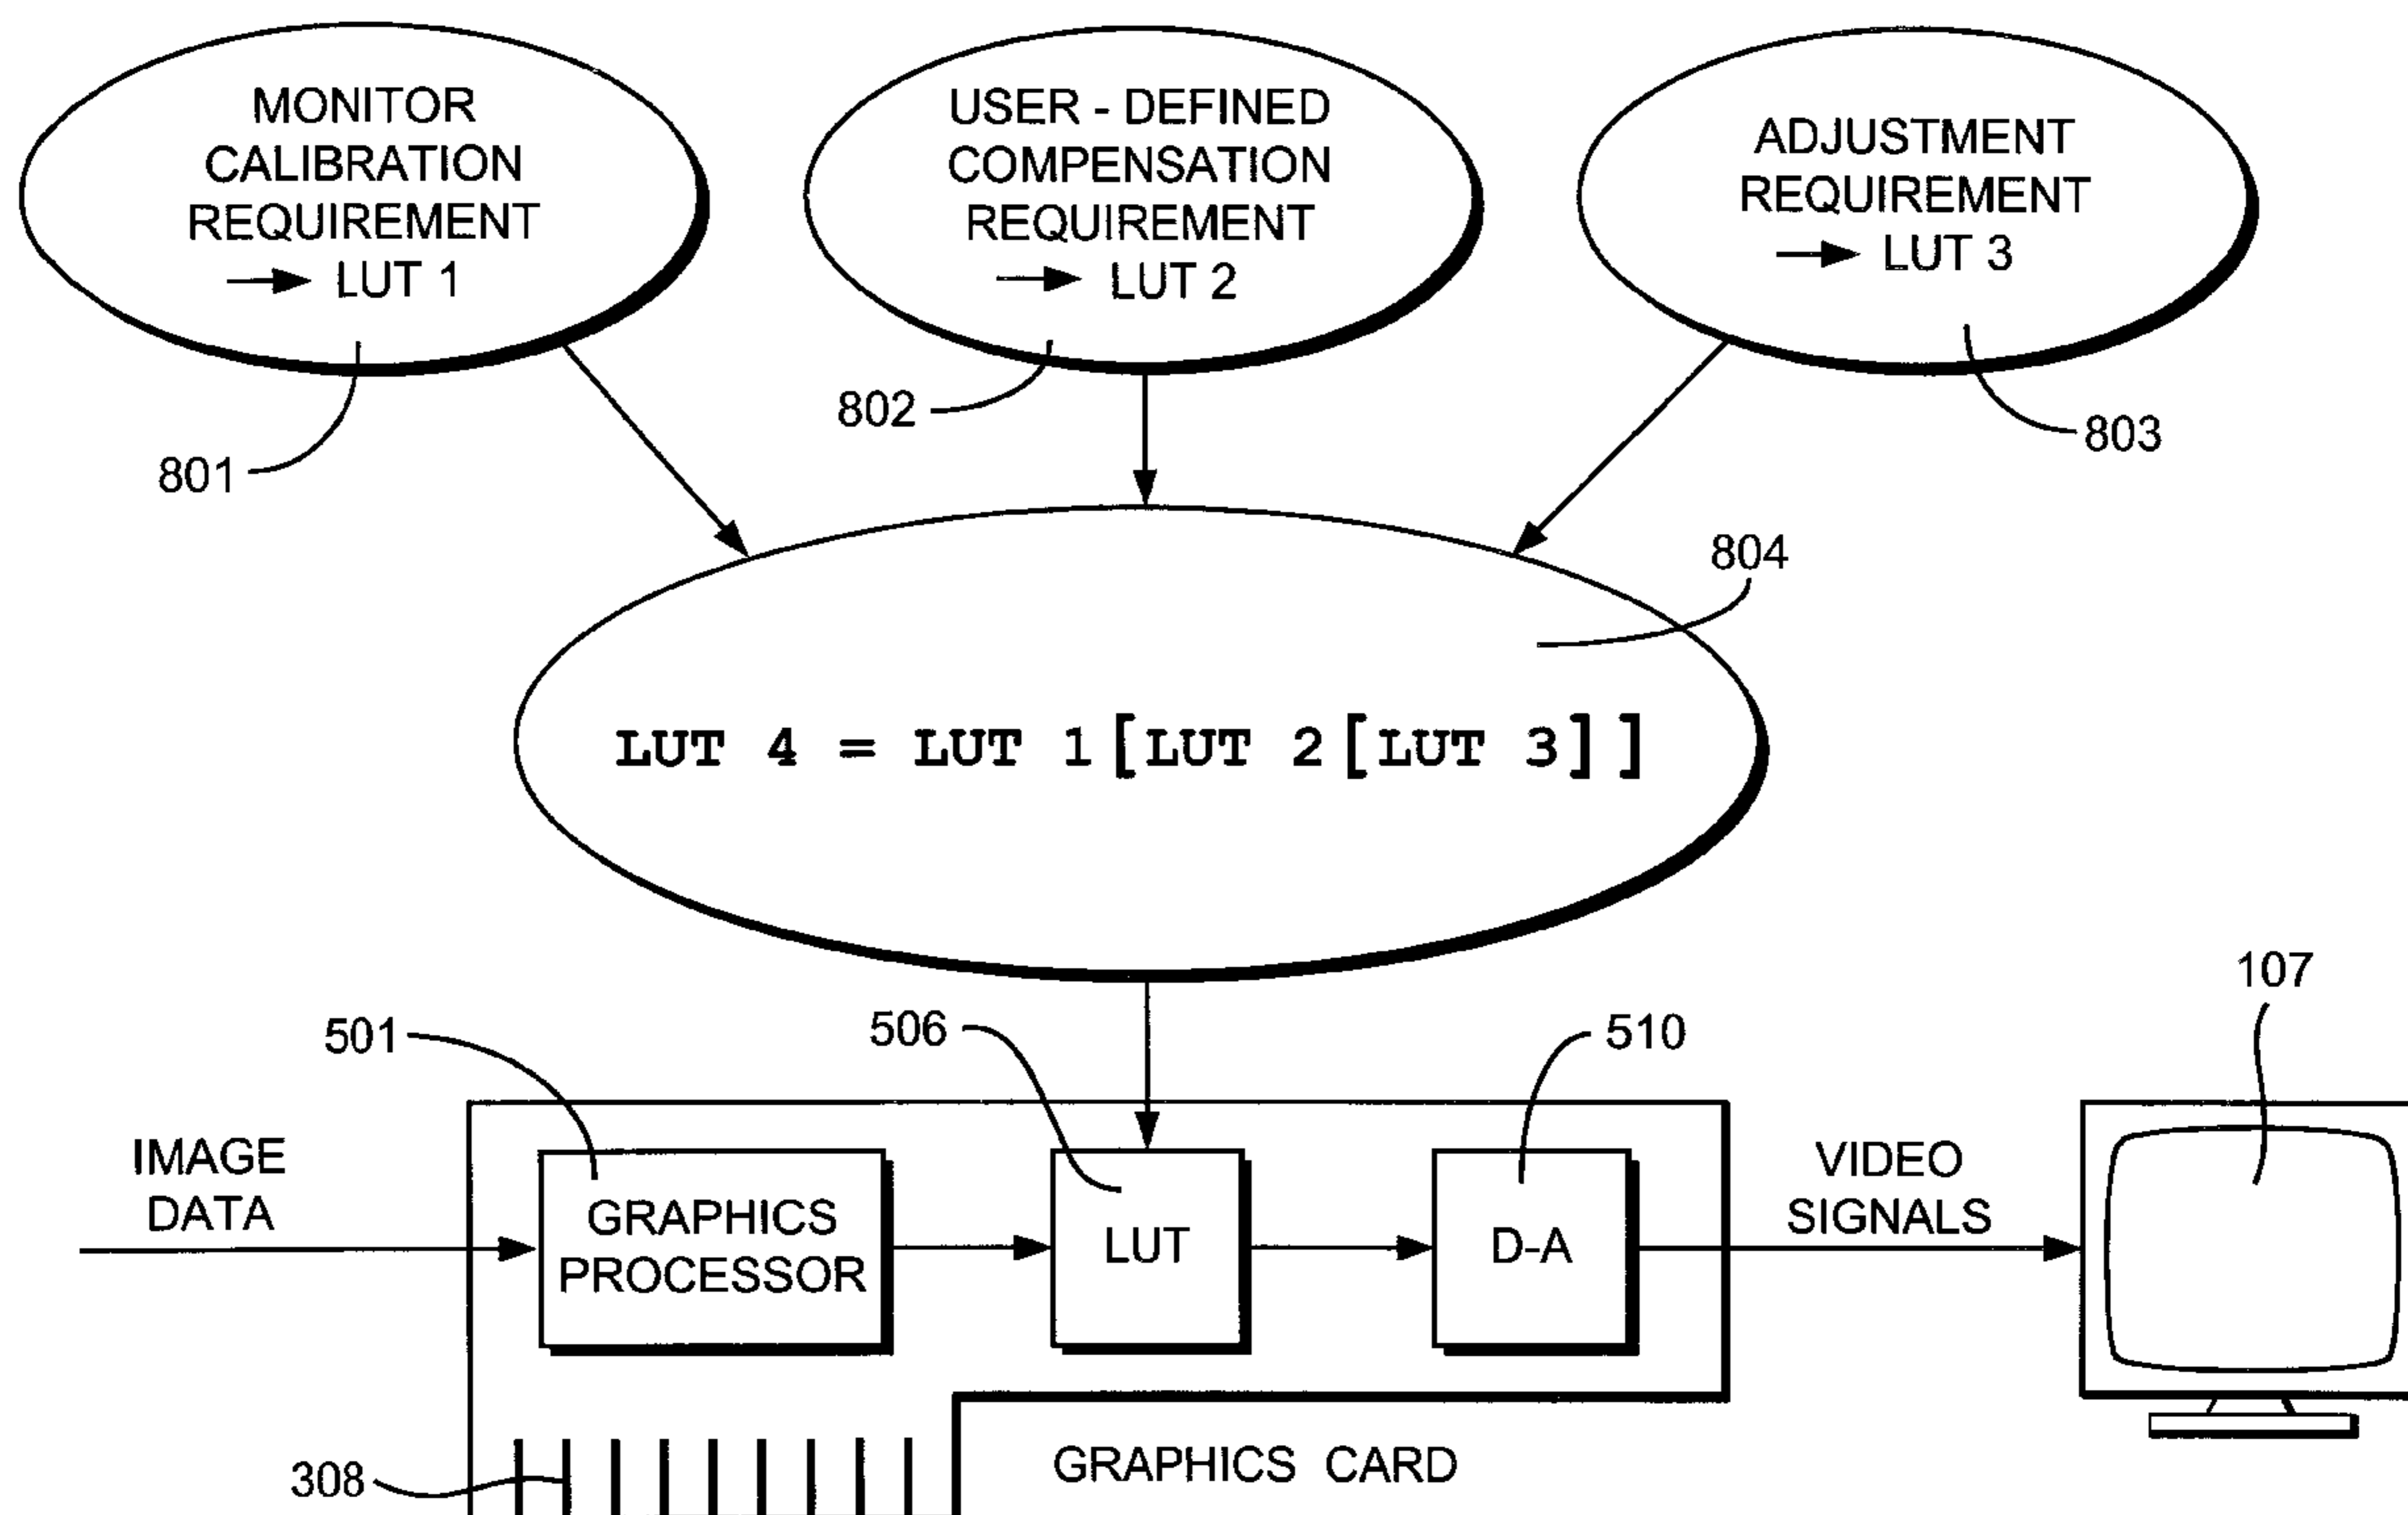 MONITOR
CALIBRATION
REQUIREMENT
→ LUT 1
USER - DEFINED
COMPENSATION
REQUIREMENT
→ LUT 2
ADJUSTMENT
REQUIREMENT
→ LUT 3
801
802
803
804
LUT 4 = LUT 1[LUT 2[LUT 3]]
107
501
506
510
IMAGE
DATA
GRAPHICS
PROCESSOR
LUT
D-A
VIDEO
SIGNALS
308
GRAPHICS CARD